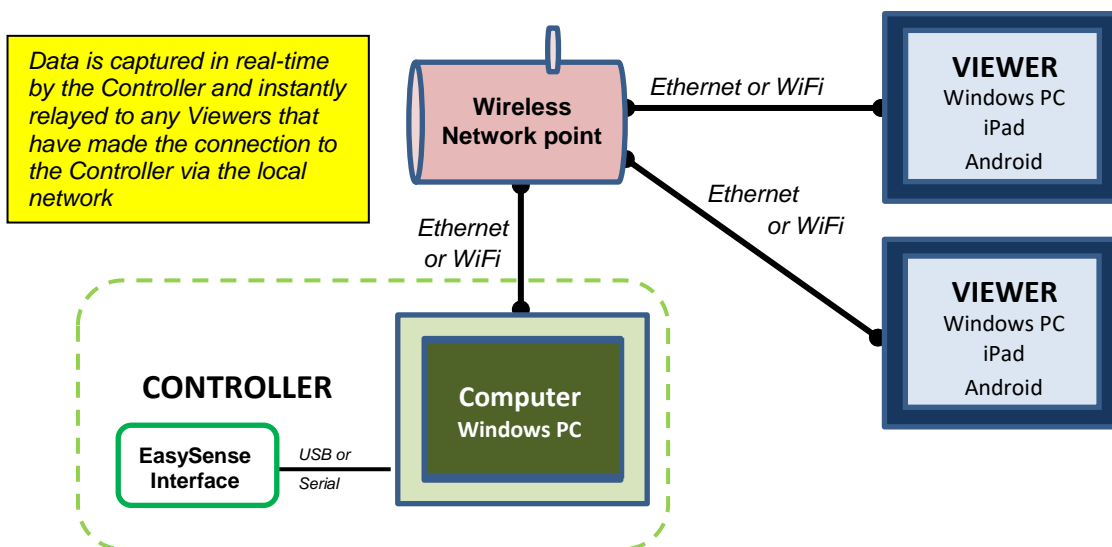 Data is captured in real-time
by the Controller and instantly
relayed to any Viewers that
have made the connection to
the Controller via the local
network
Wireless
Network point
Ethernet or WiFi
VIEWER
Windows PC
iPad
Android
Ethernet
or WiFi
Ethernet
or WiFi
VIEWER
Windows PC
iPad
Android
CONTROLLER
Computer
Windows PC
EasySense
Interface
USB or
Serial